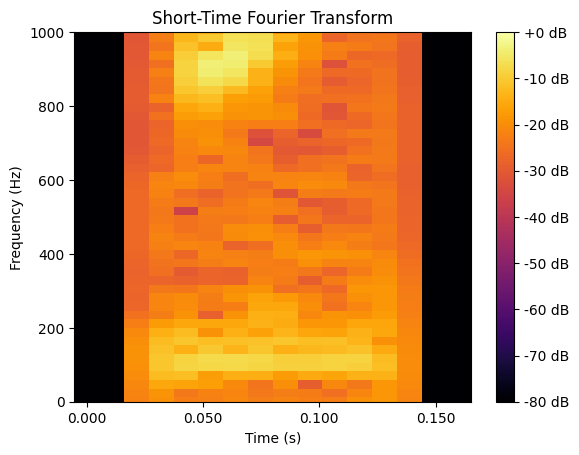 Short-Time Fourier Transform
1000
800
600
400
200
0
Frequency (Hz)
0.000
0.050
0.100
0.150
Time (s)
+0 dB
-10 dB
-20 dB
-30 dB
-40 dB
-50 dB
-60 dB
-70 dB
-80 dB